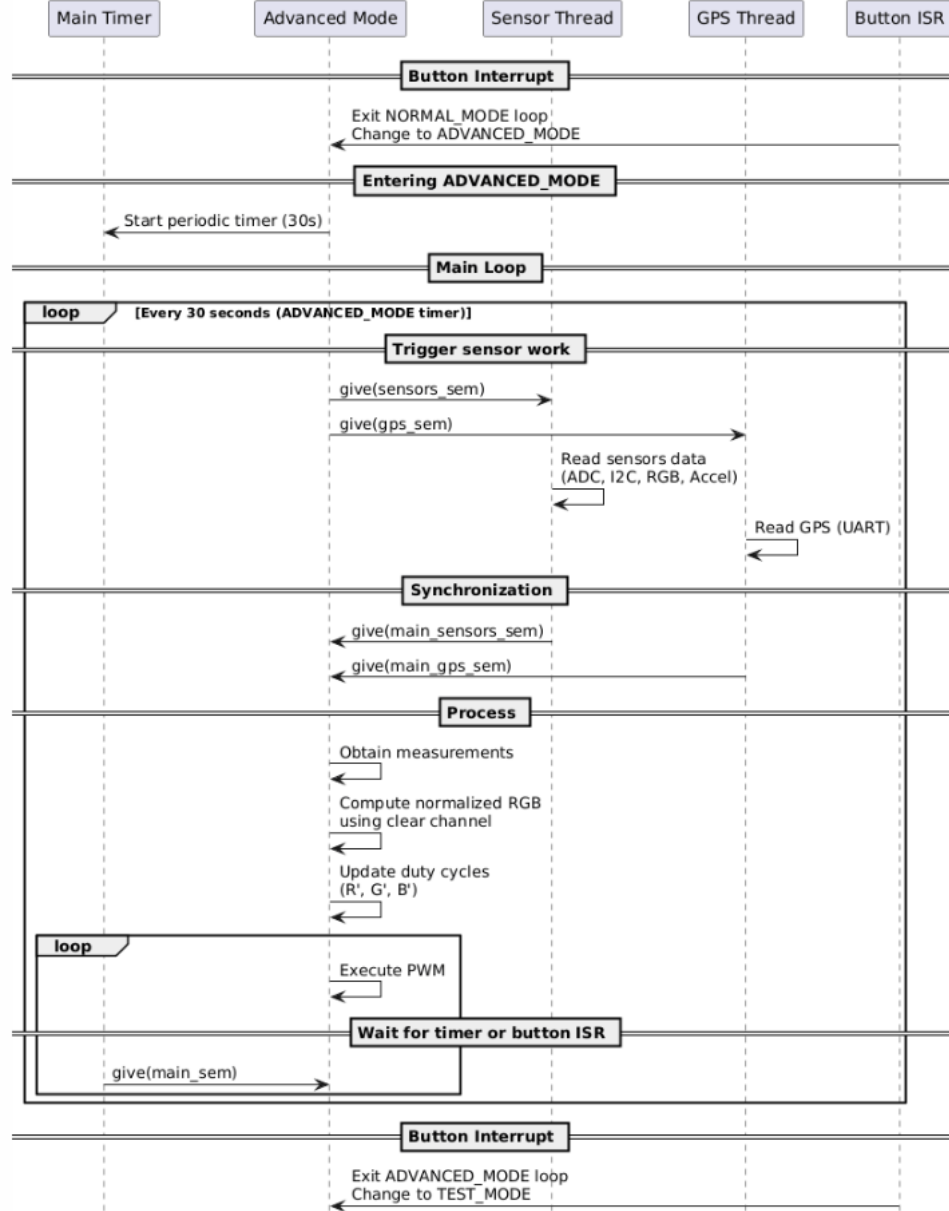 Main Timer
Advanced Mode
Sensor Thread
GPS Thread
Button ISR
Button Interrupt
Exit NORMAL_MODE loop
Change to ADVANCED_MODE
Entering ADVANCED_MODE
Start periodic timer (30s)
Main Loop
loop
[Every 30 seconds (ADVANCED_MODE timer)]
Trigger sensor work
give(sensors_sem)
give(gps_sem)
Read sensors data
(ADC, I2C, RGB, Accel)
Read GPS (UART)
Synchronization
give(main_sensors_sem)
give(main_gps_sem)
Process
Obtain measurements
Compute normalized RGB
using clear channel
Update duty cycles
(R', G', B')
loop
Execute PWM
Wait for timer or button ISR
give(main_sem)
Button Interrupt
Exit ADVANCED_MODE loop
Change to TEST_MODE